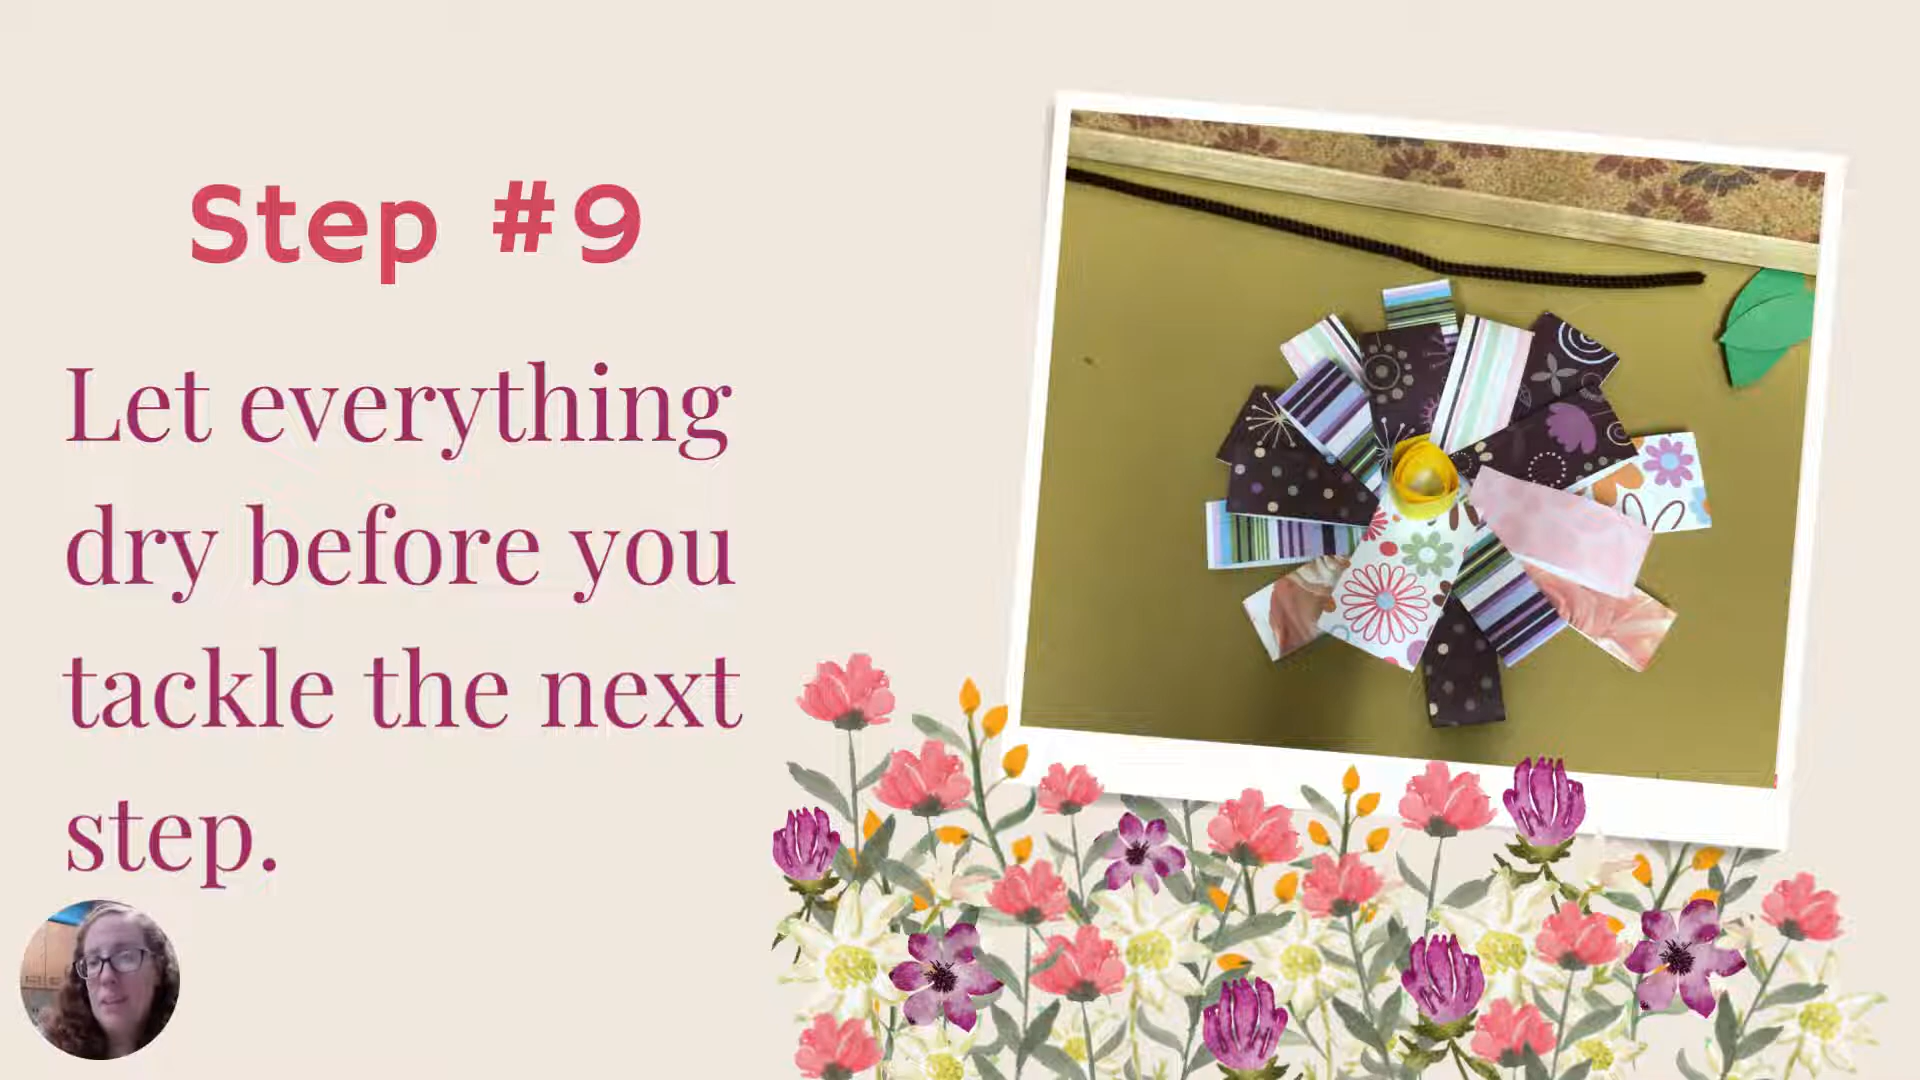 Step #9
Let everything
dry before you
tackle the next
step.